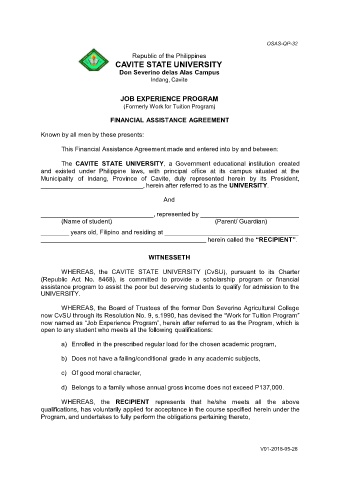 OSAS-QF-32
Republic of the Philippines
CAVITE STATE UNIVERSITY
Don Severino delas Alas Campus
Indang, Cavite
JOB EXPERIENCE PROGRAM
(Formerly Work for Tuition Program)
FINANCIAL ASSISTANCE AGREEMENT
Known by all men by these presents:
This Financial Assistance Agreement made and entered into by and between:
The CAVITE STATE UNIVERSITY, a Government educational institution created
and existed under Philippine laws, with principal office at its campus situated at the
Municipality of Indang, Province of Cavite, duly represented herein by its President,
______________________________, herein after referred to as the UNIVERSITY.
And
________________________________, represented by ____________________________
(Name of student) (Parent/ Guardian)
________ years old, Filipino and residing at ______________________________________
_______________________________________________ herein called the “RECIPIENT”.
WITNESSETH
WHEREAS, the CAVITE STATE UNIVERSITY (CvSU), pursuant to its Charter
(Republic Act No. 8468), is committed to provide a scholarship program or financial
assistance program to assist the poor but deserving students to qualify for admission to the
UNIVERSITY.
WHEREAS, the Board of Trustees of the former Don Severino Agricultural College
now CvSU through its Resolution No. 9, s.1990, has devised the “Work for Tuition Program”
now named as “Job Experience Program”, herein after referred to as the Program, which is
open to any student who meets all the following qualifications:
a) Enrolled in the prescribed regular load for the chosen academic program,
b) Does not have a failing/conditional grade in any academic subjects,
c) Of good moral character,
d) Belongs to a family whose annual gross income does not exceed P137,000.
WHEREAS, the RECIPIENT represents that he/she meets all the above
qualifications, has voluntarily applied for acceptance in the course specified herein under the
Program, and undertakes to fully perform the obligations pertaining thereto,
V01-2018-05-28